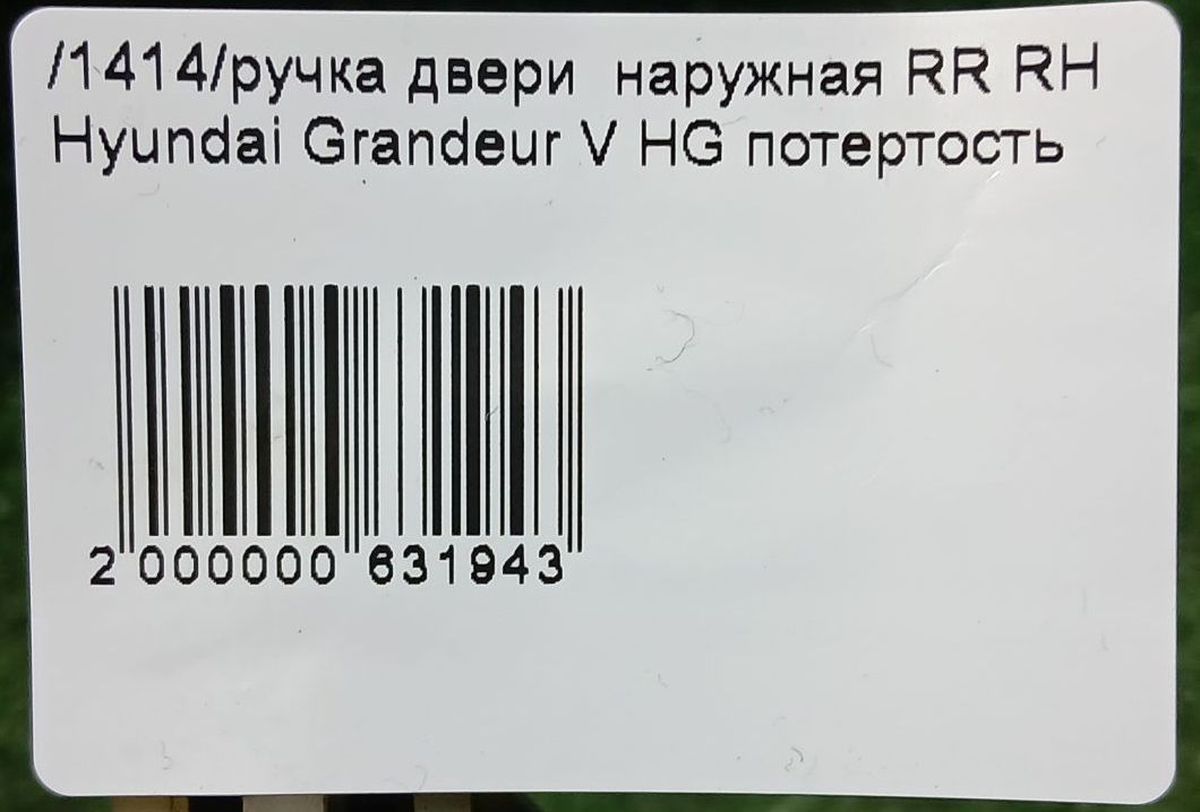 /1414/ручка двери  наружная RR RH
Hyundai Grandeur V HG потертость
2 000000 631943